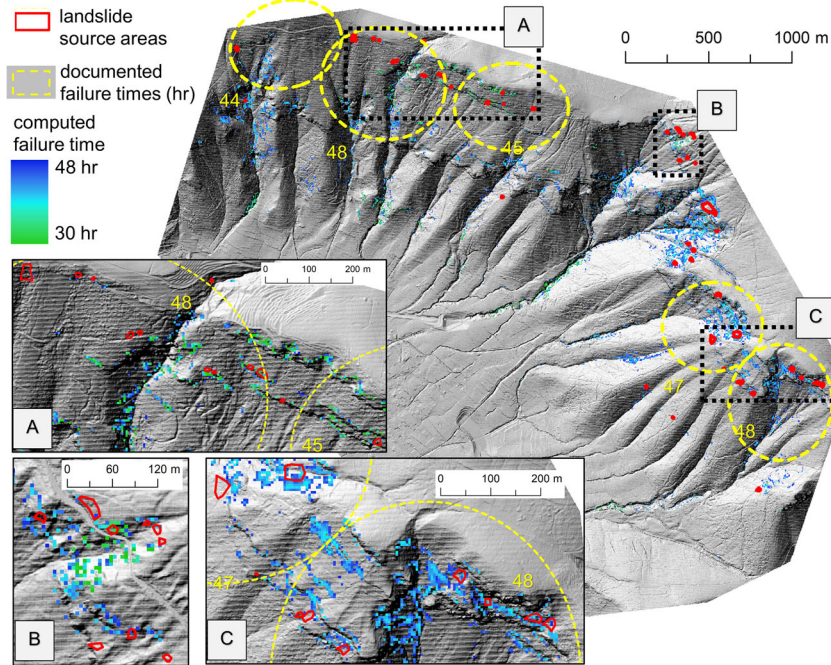 landslide
source areas
documented
failure times (hr)
computed
failure time
48 hr
30 hr
A
0 500 1000 m
B
44
48
45
C
47
48
0 100 200 m
48
45
A
0 60 120 m
B
0 100 200 m
47
48
C